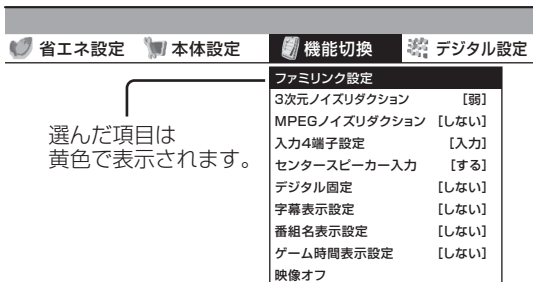 省エネ設定 本体設定 機能切換 デジタル設定
ファミリンク設定
3次元ノイズリダクション [弱]
MPEGノイズリダクション [しない]
入力4端子設定 [入力]
センタースピーカー入力 [する]
デジタル固定 [しない]
字幕表示設定 [しない]
番組名表示設定 [しない]
ゲーム時間表示設定 [しない]
映像オフ
選んだ項目は
黄色で表示されます。